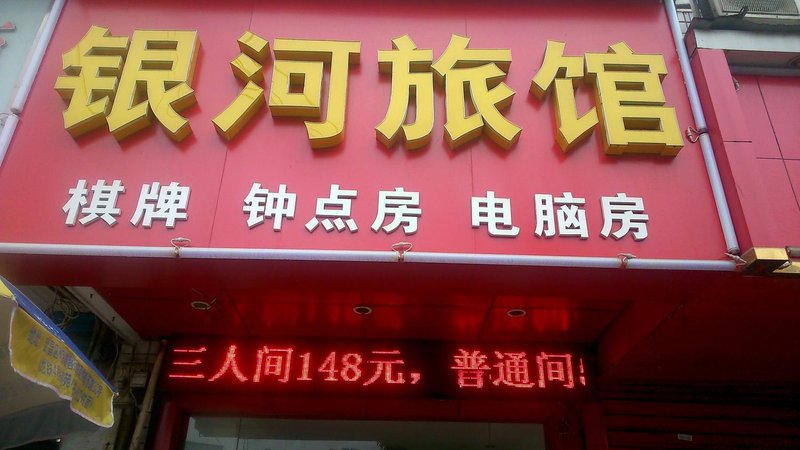 银河旅馆
棋牌 钟点房 电脑房
三人间148元，普通间